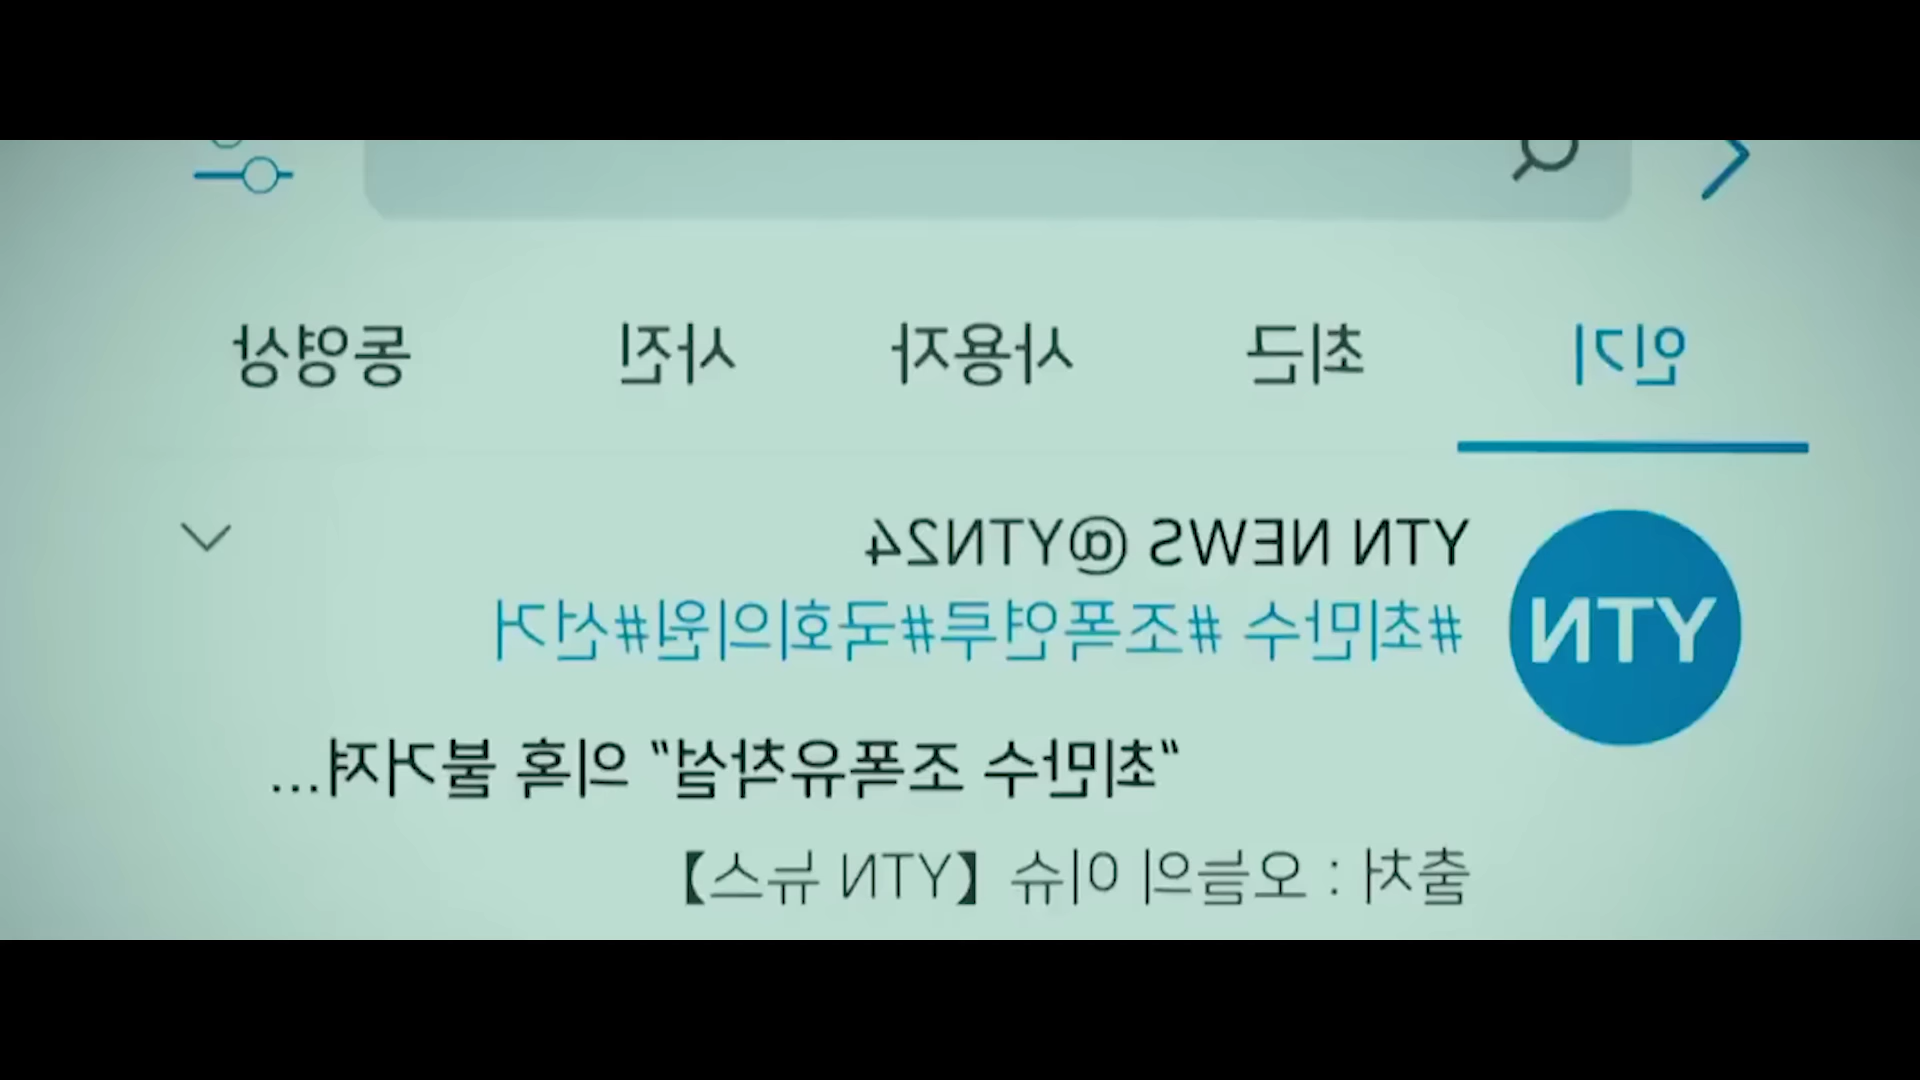 인기 최근 사용자 사진 동영상
YTN
YTN NEWS @YTN24
#최만수 #조폭연루#국회의원#선거
"최만수 조폭유착설" 의혹 불거져...
출처 : 오늘의 이슈 【YTN 뉴스】